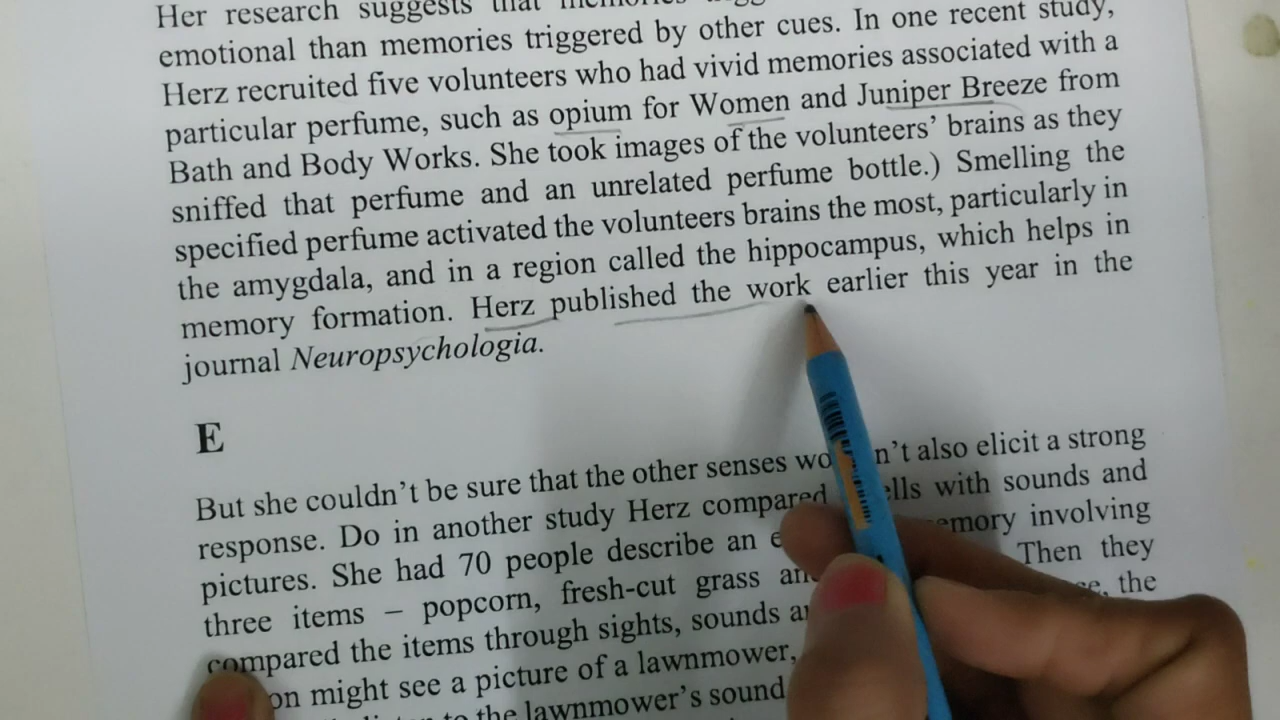 Her research suggests that memories
emotional than memories triggered by other cues. In one recent study,
Herz recruited five volunteers who had vivid memories associated with a
particular perfume, such as opium for Women and Juniper Breeze from
Bath and Body Works. She took images of the volunteers’ brains as they
sniffed that perfume and an unrelated perfume bottle.) Smelling the
specified perfume activated the volunteers brains the most, particularly in
the amygdala, and in a region called the hippocampus, which helps in
memory formation. Herz published the work earlier this year in the
journal Neuropsychologia.
E
But she couldn’t be sure that the other senses wo n’t also elicit a strong
response. Do in another study Herz compared ells with sounds and
pictures. She had 70 people describe an emory involving
three items – popcorn, fresh-cut grass an Then they
compared the items through sights, sounds a the
on might see a picture of a lawnmower,
to the lawnmower’s sound